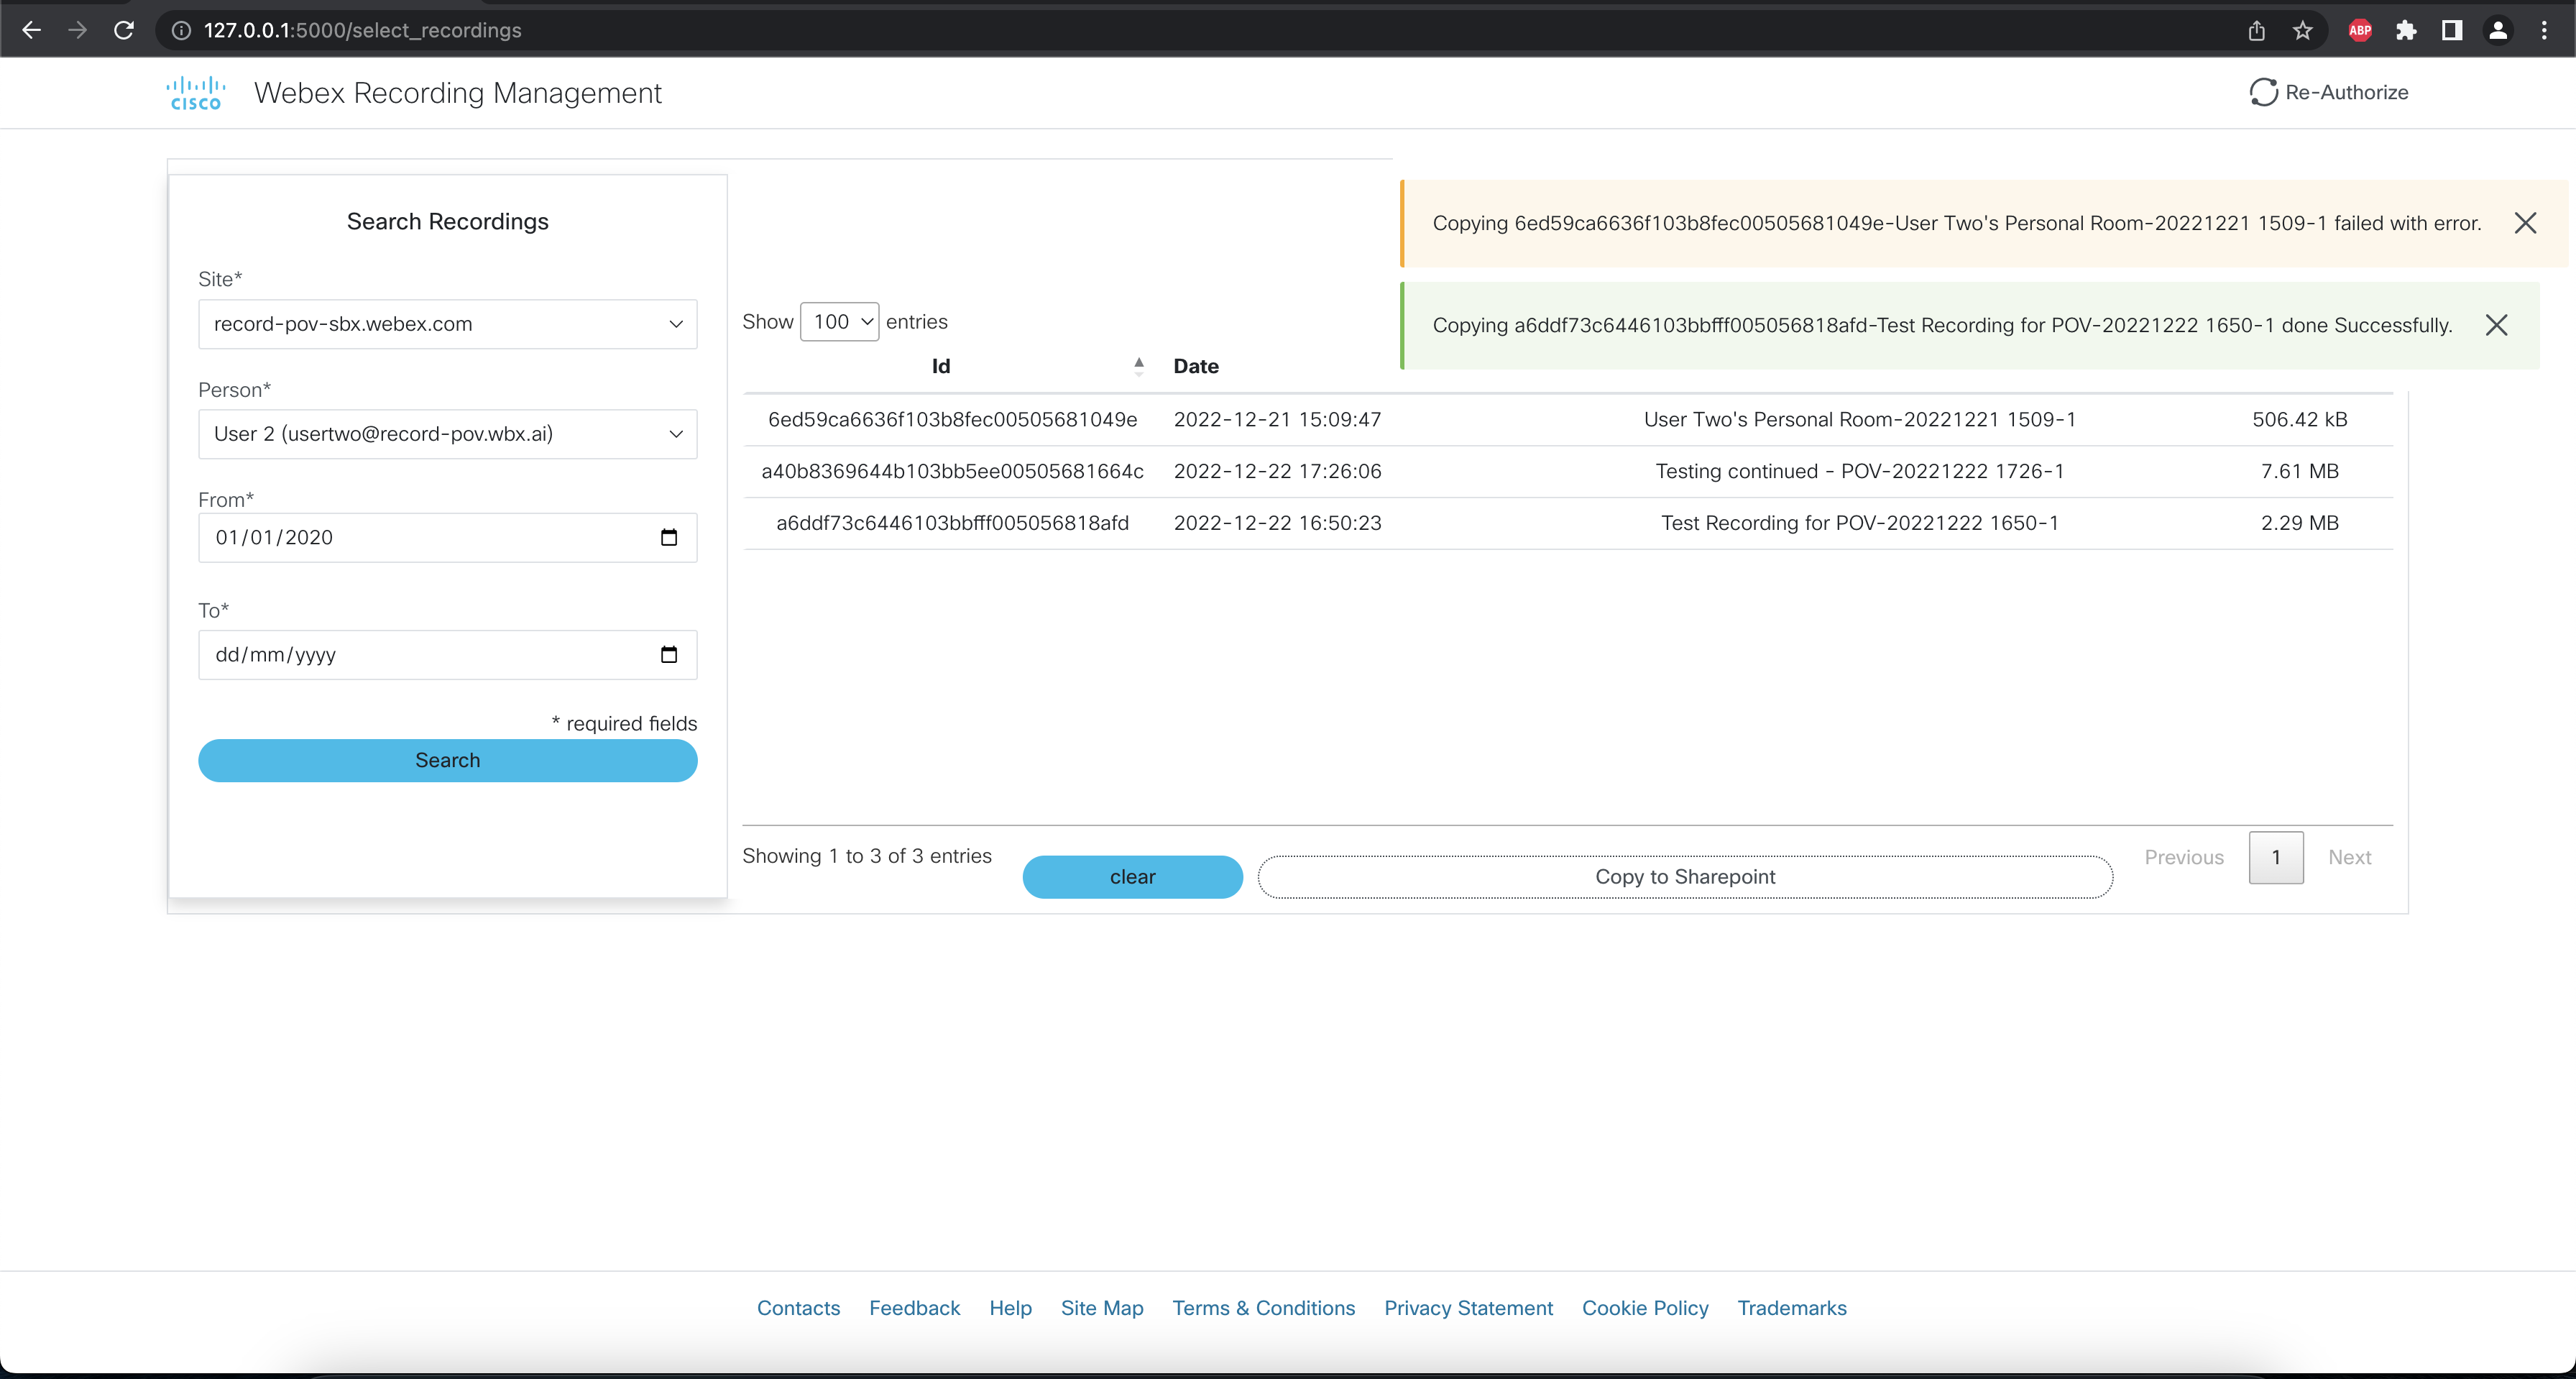 127.0.0.1:5000/select_recordings
ABP
CISCO
Webex Recording Management
Re-Authorize
Search Recordings
Site*
record-pov-sbx.webex.com
Person*
User 2 (usertwo@record-pov.wbx.ai)
From*
01/01/2020
To*
dd/mm/yyyy
* required fields
Search
Copying 6ed59ca6636f103b8fec00505681049e-User Two's Personal Room-20221221 1509-1 failed with error.
Copying a6ddf73c6446103bbfff005056818afd-Test Recording for POV-20221222 1650-1 done Successfully.
Show 100 entries
Id Date
6ed59ca6636f103b8fec00505681049e 2022-12-21 15:09:47 User Two's Personal Room-20221221 1509-1 506.42 kB
a40b8369644b103bb5ee00505681664c 2022-12-22 17:26:06 Testing continued - POV-20221222 1726-1 7.61 MB
a6ddf73c6446103bbfff005056818afd 2022-12-22 16:50:23 Test Recording for POV-20221222 1650-1 2.29 MB
Showing 1 to 3 of 3 entries
clear
Copy to Sharepoint
Previous 1 Next
Contacts Feedback Help Site Map Terms & Conditions Privacy Statement Cookie Policy Trademarks